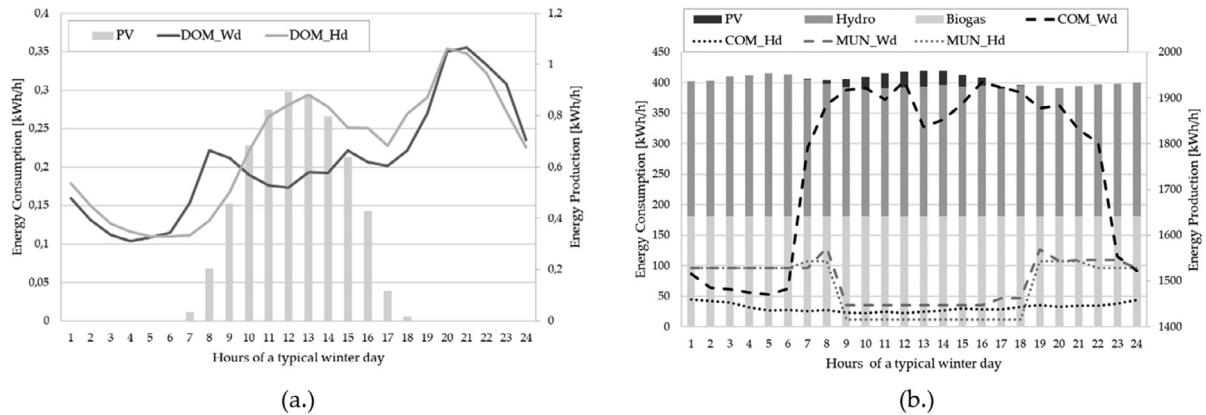 PV DOM_Wd DOM_Hd
Energy Consumption [kWh/h]
0,4
0,35
0,3
0,25
0,2
0,15
0,1
0,05
0
1,2
1
0,8
0,6
0,4
0,2
0
Energy Production [kWh/h]
1 2 3 4 5 6 7 8 9 10 11 12 13 14 15 16 17 18 19 20 21 22 23 24
Hours of a typical winter day
(a.)
PV Hydro Biogas COM_Wd
COM_Hd MUN_Wd MUN_Hd
Energy Consumption [kWh/h]
450
400
350
300
250
200
150
100
50
0
2000
1900
1800
1700
1600
1500
1400
Energy Production [kWh/h]
1 2 3 4 5 6 7 8 9 10 11 12 13 14 15 16 17 18 19 20 21 22 23 24
Hours of a typical winter day
(b.)